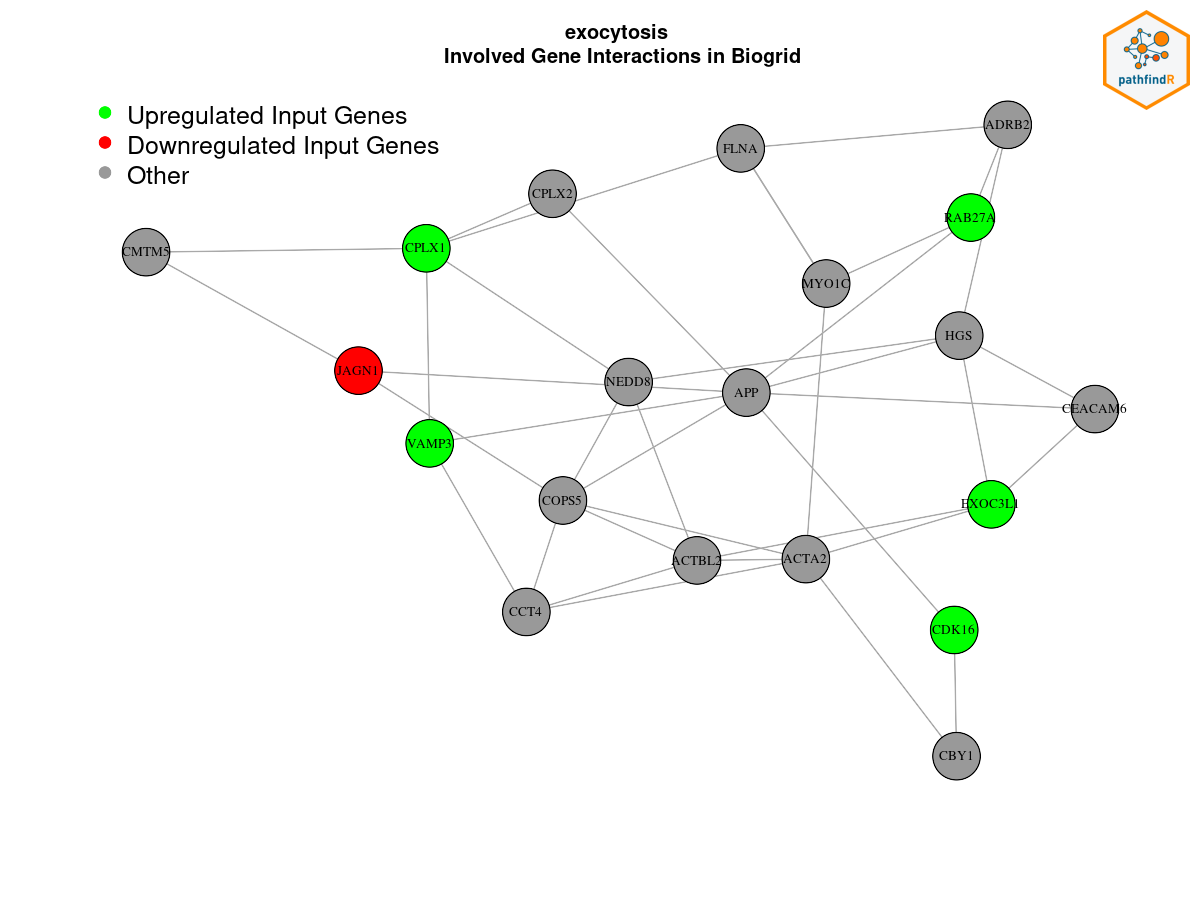 exocytosis
Involved Gene Interactions in Biogrid
pathfindR
Upregulated Input Genes
Downregulated Input Genes
Other
ADRB2
FLNA
CPLX2
RAB27A
CPLX1
CMTM5
MYO1C
HGS
JAGN1
NEDD8
APP
CEACAM6
VAMP3
COPS5
EXOC3L1
ACTBL2
ACTA2
CCT4
CDK16
CBY1